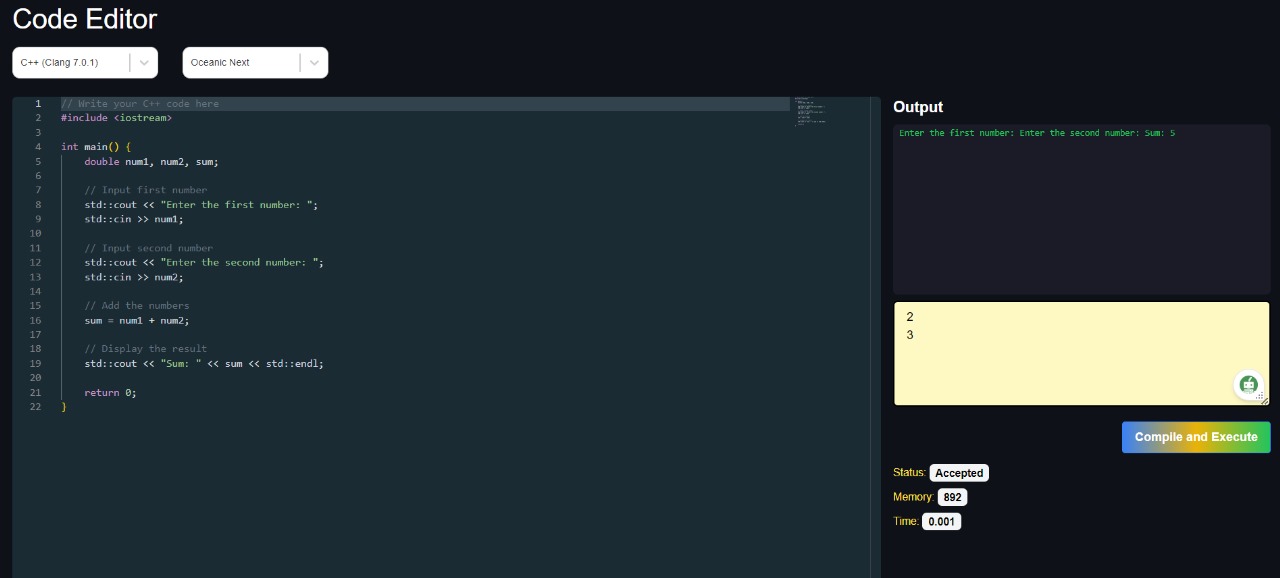 Code Editor
C++ (Clang 7.0.1)
Oceanic Next
1 // Write your C++ code here
2 #include <iostream>
3
4 int main() {
5     double num1, num2, sum;
6
7     // Input first number
8     std::cout << "Enter the first number: ";
9     std::cin >> num1;
10
11     // Input second number
12     std::cout << "Enter the second number: ";
13     std::cin >> num2;
14
15     // Add the numbers
16     sum = num1 + num2;
17
18     // Display the result
19     std::cout << "Sum: " << sum << std::endl;
20
21     return 0;
22 }
Output
Enter the first number: Enter the second number: Sum: 5
2
3
Compile and Execute
Status: Accepted
Memory: 892
Time: 0.001